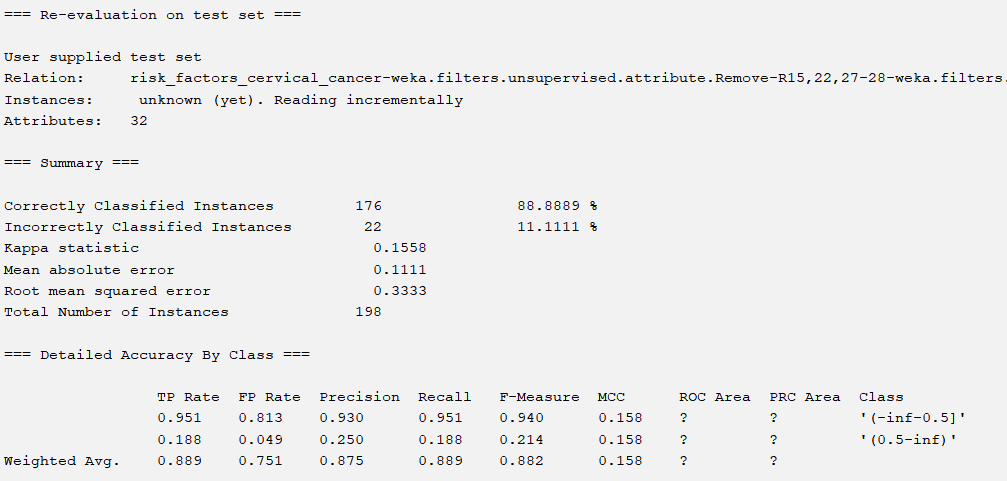 === Re-evaluation on test set ===
User supplied test set
Relation:     risk_factors_cervical_cancer-weka.filters.unsupervised.attribute.Remove-R15,22,27-28-weka.filters.
Instances:     unknown (yet). Reading incrementally
Attributes:   32
=== Summary ===
Correctly Classified Instances         176               88.8889 %
Incorrectly Classified Instances        22               11.1111 %
Kappa statistic                          0.1558
Mean absolute error                      0.1111
Root mean squared error                  0.3333
Total Number of Instances              198
=== Detailed Accuracy By Class ===
                 TP Rate  FP Rate  Precision  Recall   F-Measure  MCC      ROC Area  PRC Area  Class
                 0.951    0.813    0.930      0.951    0.940      0.158    ?         ?         '(-inf-0.5]'
                 0.188    0.049    0.250      0.188    0.214      0.158    ?         ?         '(0.5-inf)'
Weighted Avg.    0.889    0.751    0.875      0.889    0.882      0.158    ?         ?